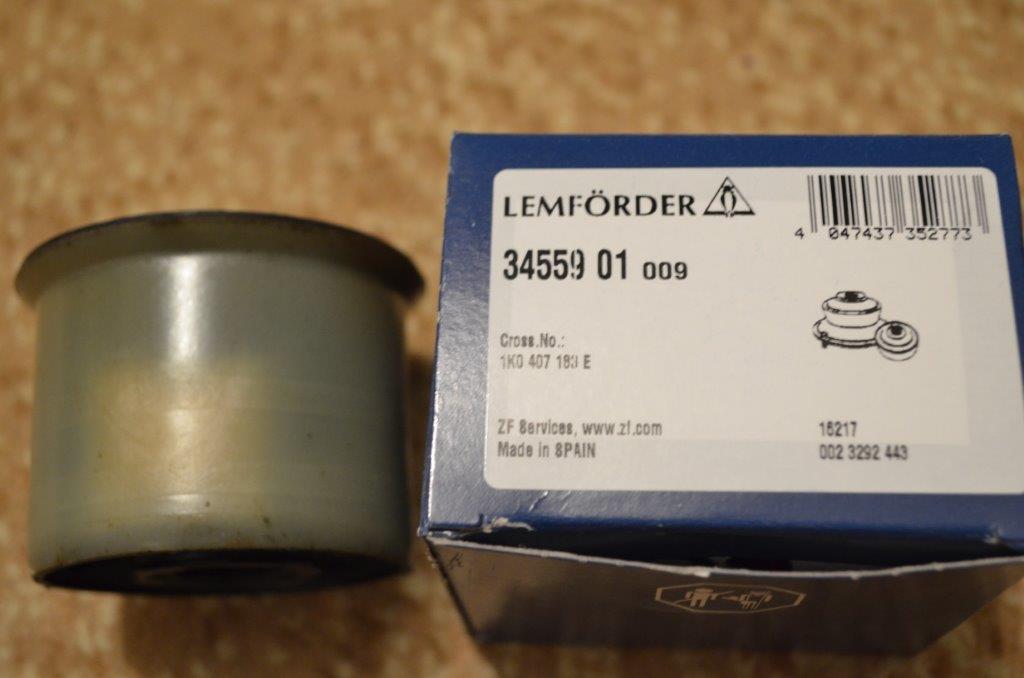 LEMFÖRDER
4 047437 352773
34559 01 009
Cross.No.:
1K0 407 183 E
ZF Services, www.zf.com
Made in SPAIN
16217
002 3292 443